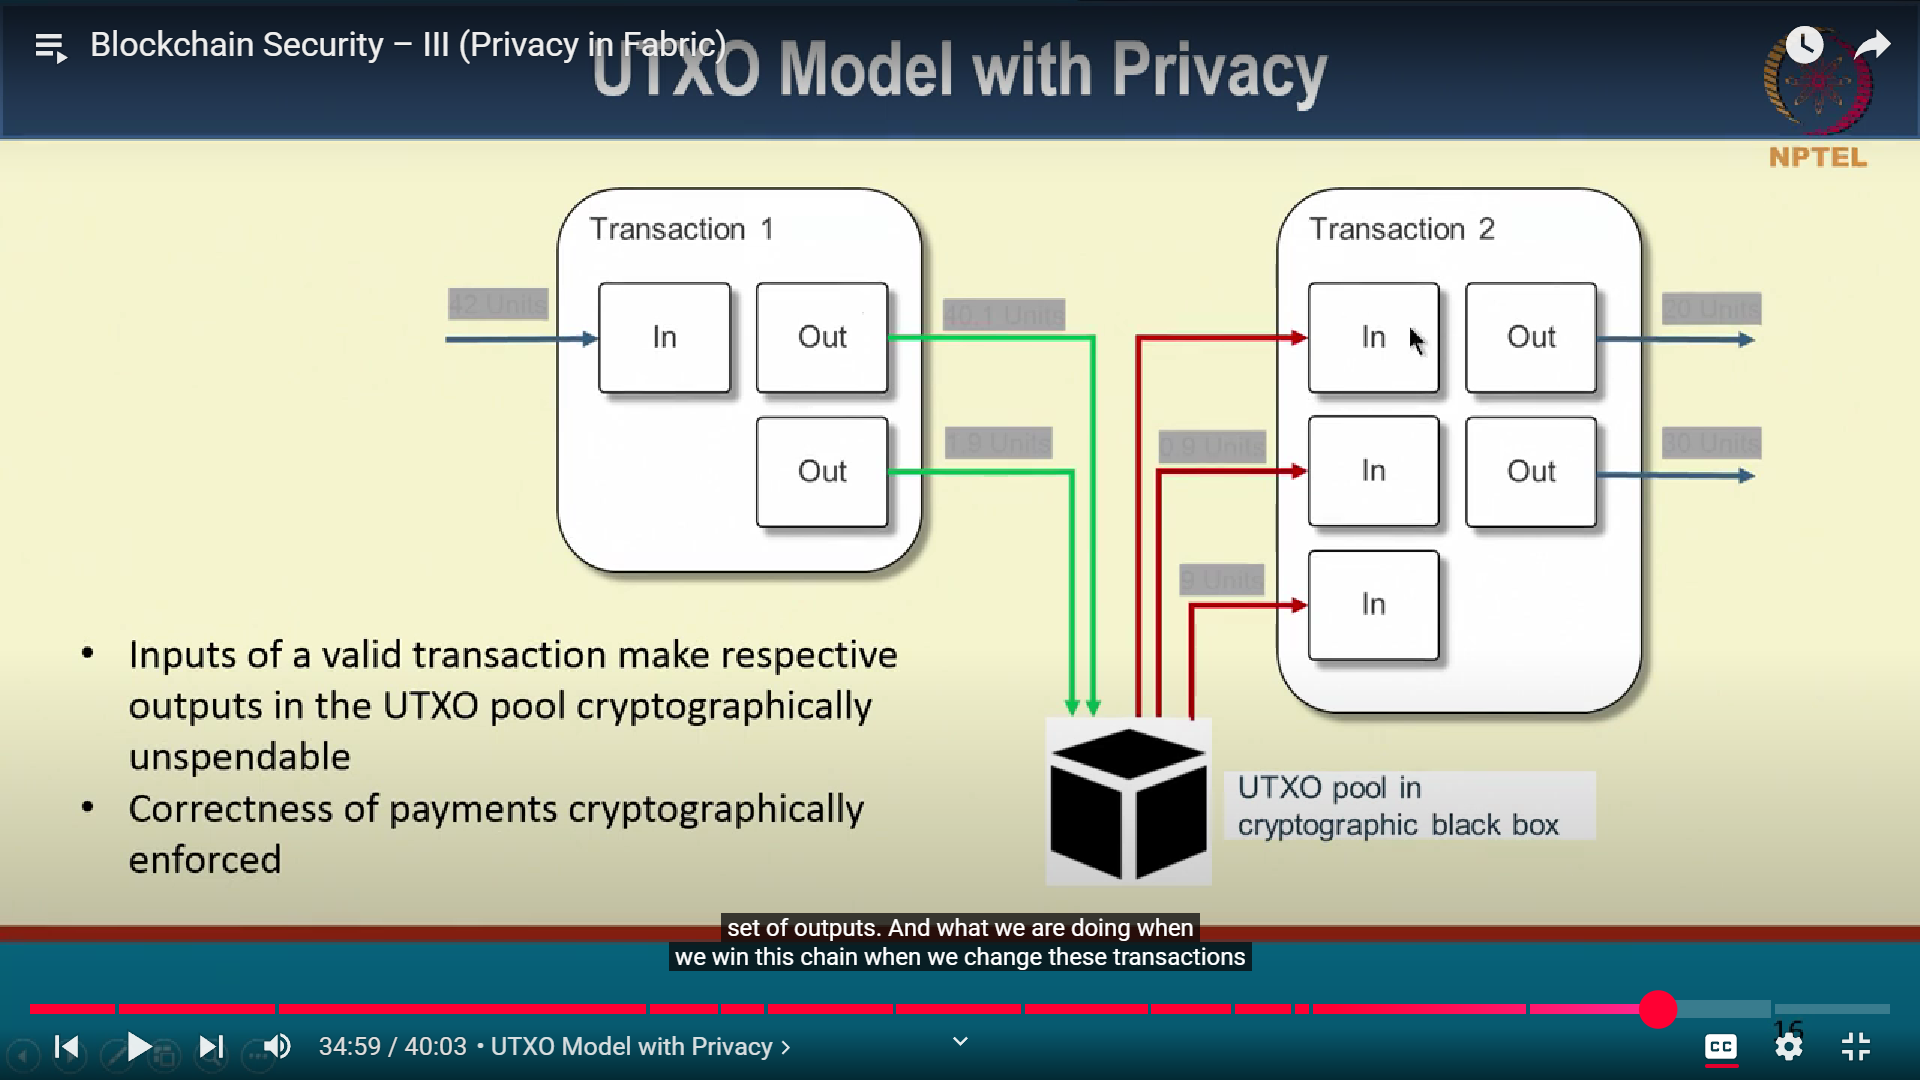 Blockchain Security – III (Privacy in Fabric)
UTXO Model with Privacy
NPTEL
Transaction 1
Transaction 2
42 Units
In
Out
40.1 Units
In
Out
20 Units
Out
1.9 Units
0.9 Units
In
Out
30 Units
9 Units
In
• Inputs of a valid transaction make respective
outputs in the UTXO pool cryptographically
unspendable
• Correctness of payments cryptographically
enforced
UTXO pool in
cryptographic black box
set of outputs. And what we are doing when
we win this chain when we change these transactions
16
34:59 / 40:03 • UTXO Model with Privacy >
CC